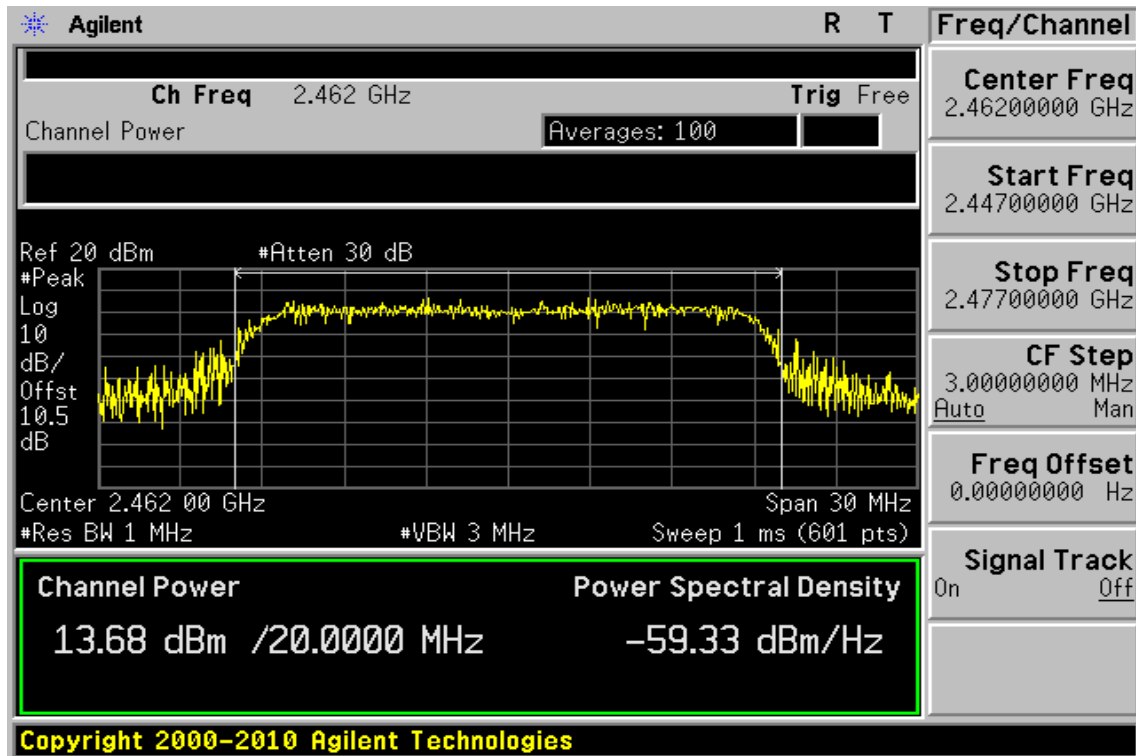 Agilent R T
Ch Freq 2.462 GHz Trig Free
Channel Power Averages: 100
Ref 20 dBm #Atten 30 dB
#Peak
Log
10
dB/
Offst
10.5
dB
Center 2.462 00 GHz Span 30 MHz
#Res BW 1 MHz #VBW 3 MHz Sweep 1 ms (601 pts)
Channel Power Power Spectral Density
13.68 dBm /20.0000 MHz -59.33 dBm/Hz
Copyright 2000-2010 Agilent Technologies
Freq/Channel
Center Freq
2.46200000 GHz
Start Freq
2.44700000 GHz
Stop Freq
2.47700000 GHz
CF Step
3.00000000 MHz
Auto Man
Freq Offset
0.00000000 Hz
Signal Track
On Off